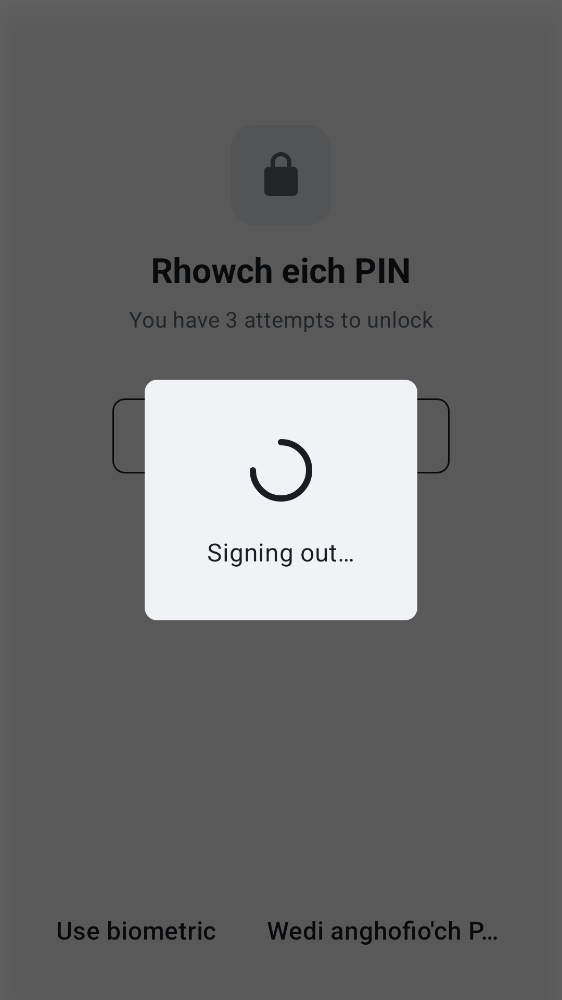 Rhowch eich PIN
You have 3 attempts to unlock
Signing out...
Use biometric
Wedi anghofio'ch P...